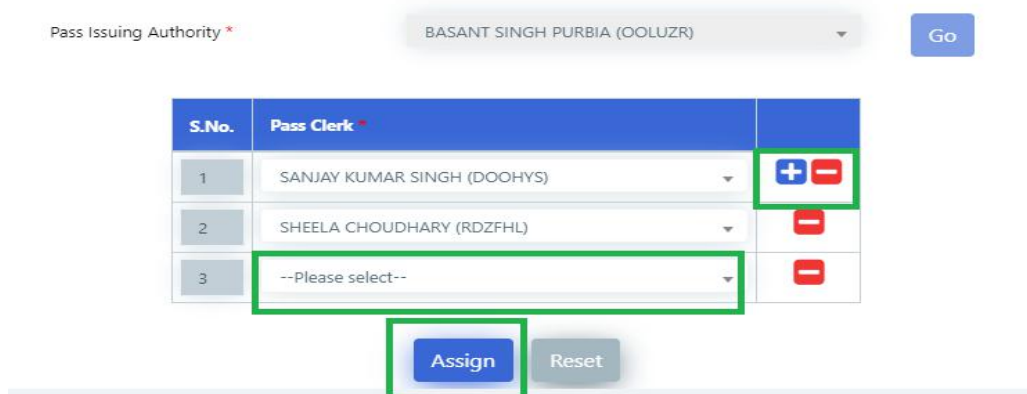 Pass Issuing Authority * BASANT SINGH PURBIA (OOLUZR) Go
S.No. Pass Clerk *
1 SANJAY KUMAR SINGH (DOOHYS)
2 SHEELA CHOUDHARY (RDZFHL)
3 --Please select--
Assign Reset